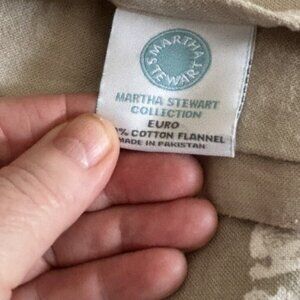 MARTHA
STEWART
MARTHA STEWART
COLLECTION
EURO
% COTTON FLANNEL
MADE IN PAKISTAN